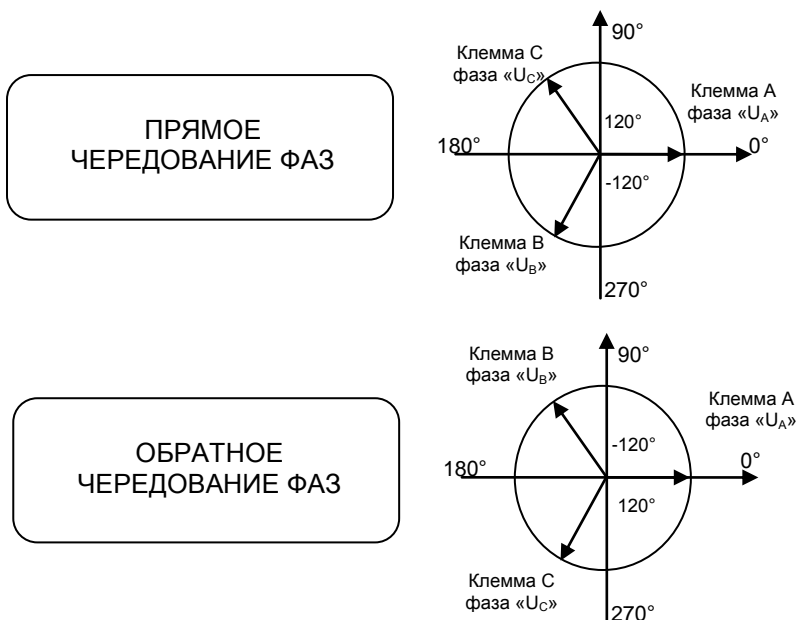 ПРЯМОЕ
ЧЕРЕДОВАНИЕ ФАЗ
90°
Клемма С
фаза «UC»
Клемма А
фаза «UA»
120°
180°
0°
-120°
Клемма В
фаза «UB»
270°
ОБРАТНОЕ
ЧЕРЕДОВАНИЕ ФАЗ
Клемма В
фаза «UB»
90°
Клемма А
фаза «UA»
-120°
180°
0°
120°
Клемма С
фаза «UC»
270°